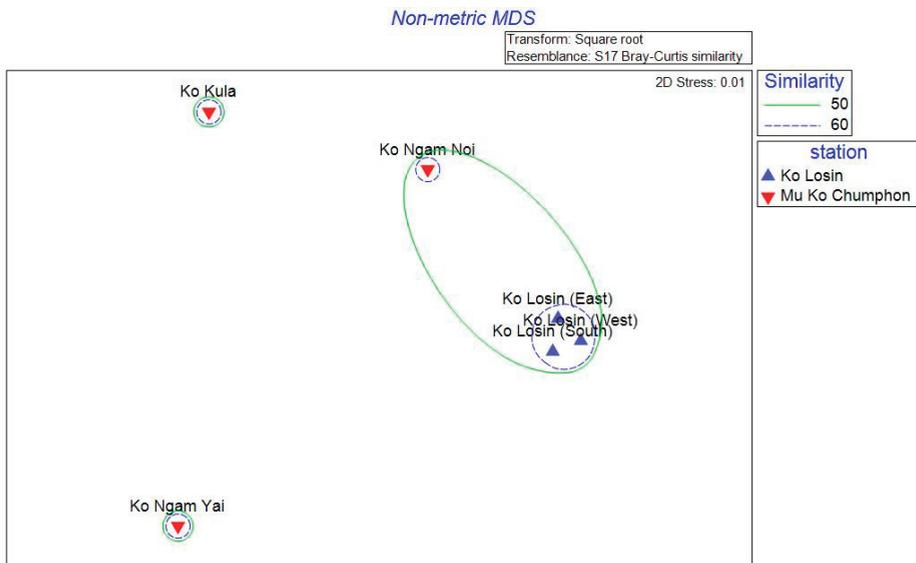 Non-metric MDS
Transform: Square root
Resemblance: S17 Bray-Curtis similarity
2D Stress: 0.01
Similarity
50
60
station
Ko Losin
Mu Ko Chumphon
Ko Kula
Ko Ngam Noi
Ko Losin (East)
Ko Losin (West)
Ko Losin (South)
Ko Ngam Yai